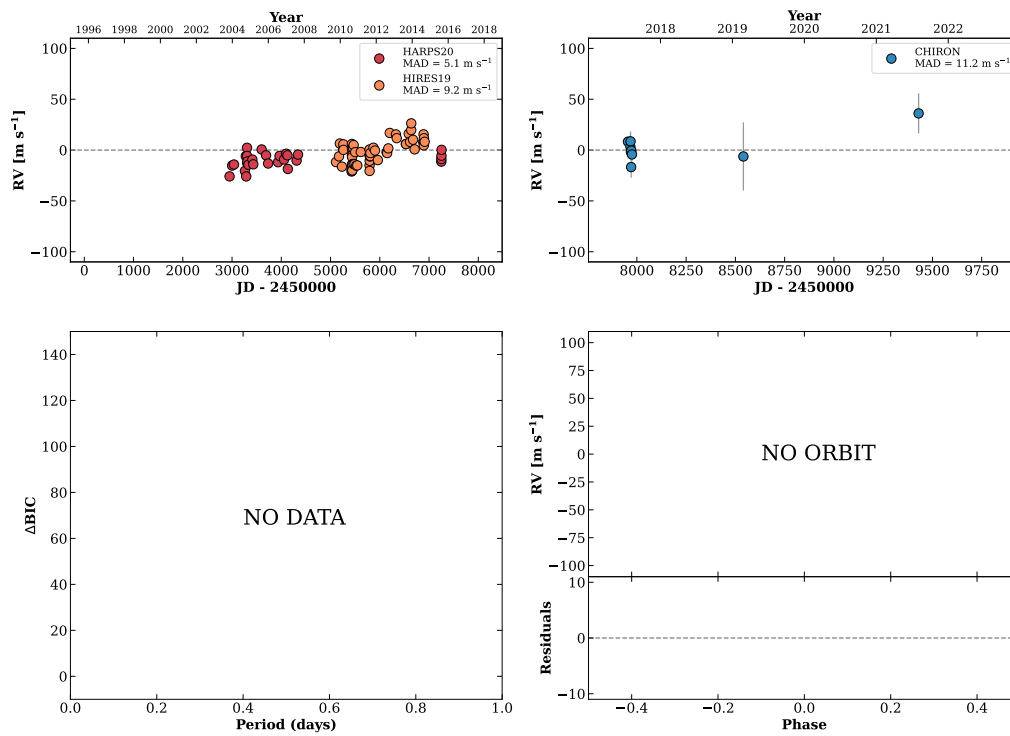 Year
1996 1998 2000 2002 2004 2006 2008 2010 2012 2014 2016 2018
100
50
0
−50
−100
RV [m s⁻¹]
HARPS20
MAD = 5.1 m s⁻¹
HIRES19
MAD = 9.2 m s⁻¹
0 1000 2000 3000 4000 5000 6000 7000 8000
JD - 2450000
Year
2018 2019 2020 2021 2022
100
50
0
−50
−100
RV [m s⁻¹]
CHIRON
MAD = 11.2 m s⁻¹
8000 8250 8500 8750 9000 9250 9500 9750
JD - 2450000
140
120
100
80
60
40
20
0
ΔBIC
NO DATA
0.0 0.2 0.4 0.6 0.8 1.0
Period (days)
100
75
50
25
0
−25
−50
−75
−100
RV [m s⁻¹]
NO ORBIT
10
0
−10
Residuals
−0.4 −0.2 0.0 0.2 0.4
Phase